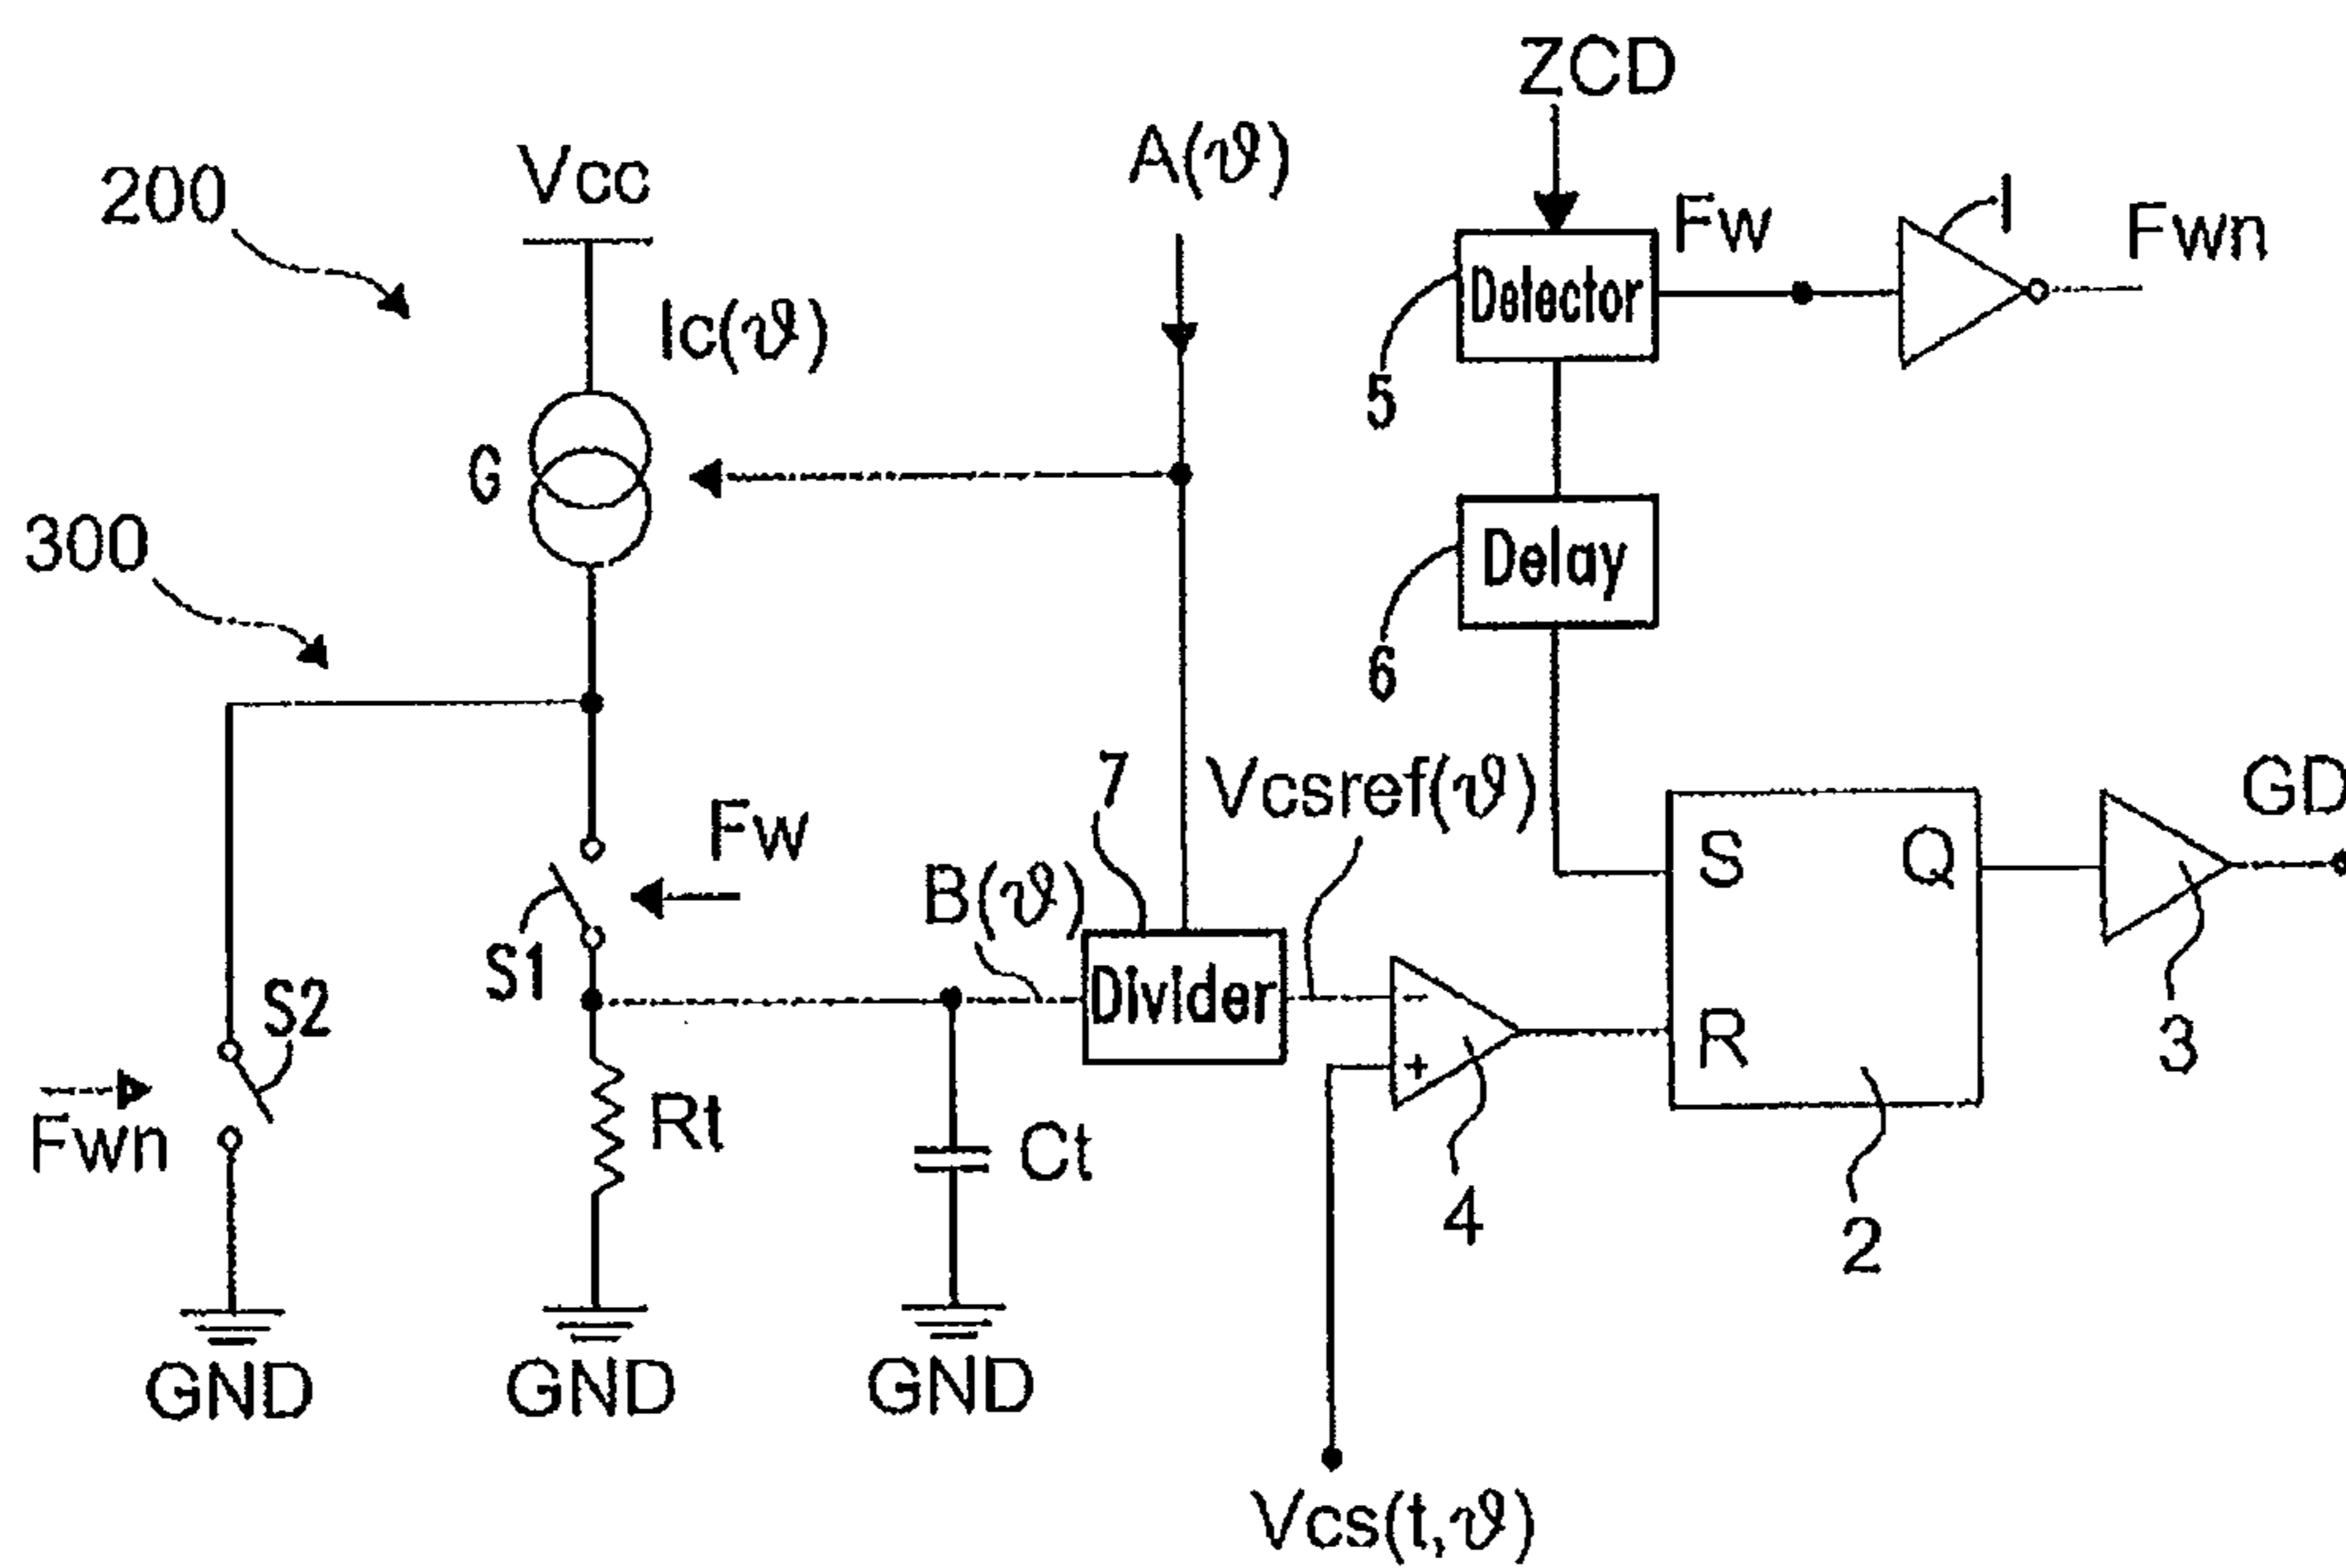 ZCD
A(ϑ)
200
Vcc
Fw
1
Fwn
Detector
Ic(ϑ)
5
G
300
Delay
6
7
Vcsref(ϑ)
GD
Fw
S
Q
B(ϑ)
S1
S2
Divider
-
R
3
+
Fwn
Rt
Ct
4
2
GND
GND
GND
Vcs(t,ϑ)